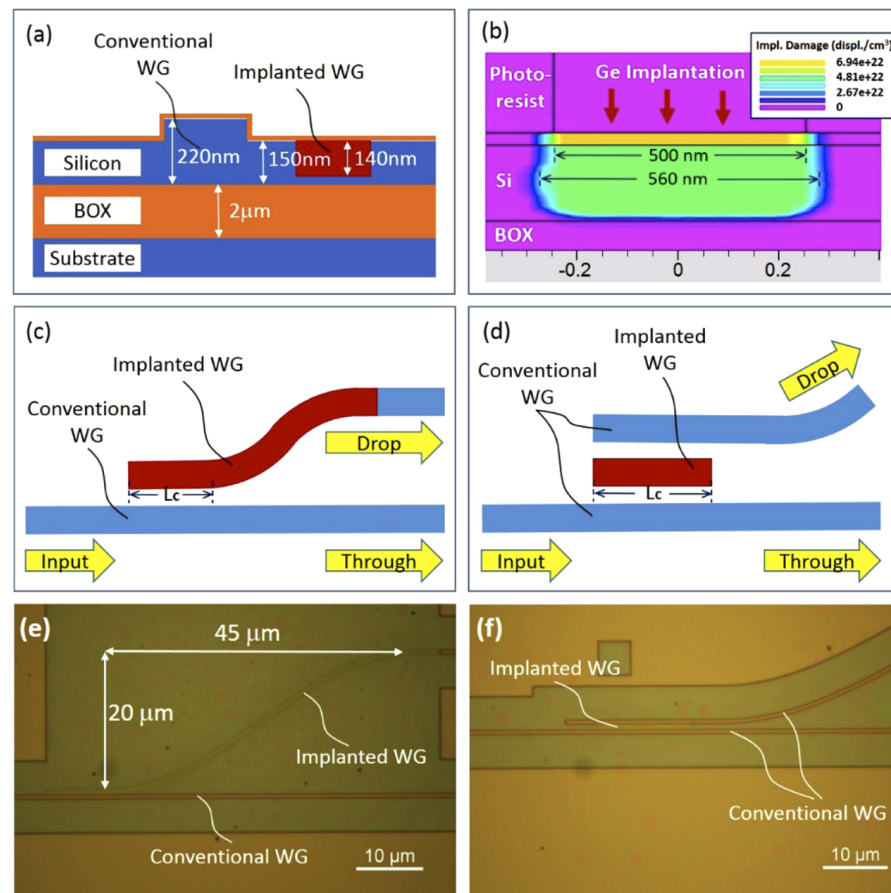 (a)
Conventional
WG
Implanted WG
Silicon
220nm
150nm
140nm
BOX
2μm
Substrate
(b)
Impl. Damage (displ./cm³)
6.94e+22
4.81e+22
2.67e+22
0
Photo-
resist
Ge Implantation
500 nm
560 nm
Si
BOX
-0.2
0
0.2
(c)
Implanted WG
Conventional
WG
Drop
Lc
Input
Through
(d)
Implanted
WG
Conventional
WG
Drop
Lc
Input
Through
(e)
45 μm
20 μm
Implanted WG
Conventional WG
10 μm
(f)
Implanted WG
Conventional WG
10 μm